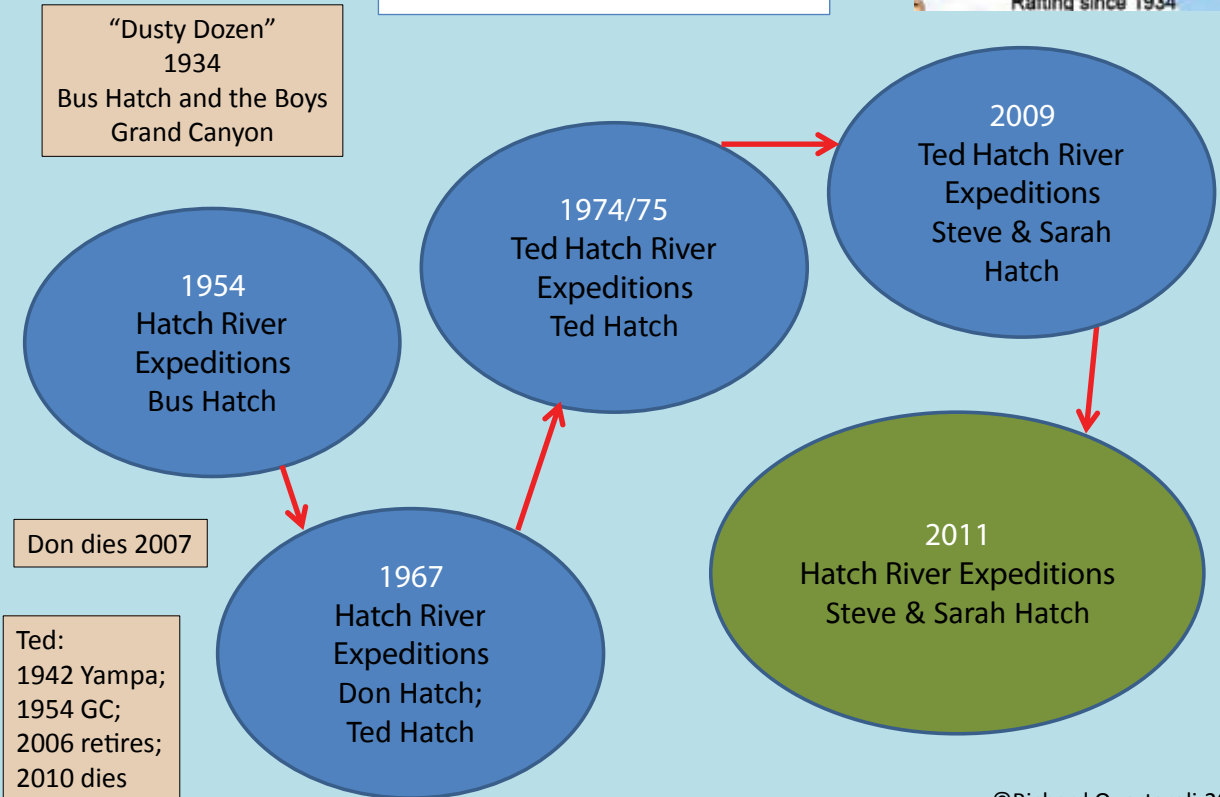 Rafting since 1934
“Dusty Dozen”
1934
Bus Hatch and the Boys
Grand Canyon
1954
Hatch River
Expeditions
Bus Hatch
1967
Hatch River
Expeditions
Don Hatch;
Ted Hatch
1974/75
Ted Hatch River
Expeditions
Ted Hatch
2009
Ted Hatch River
Expeditions
Steve & Sarah
Hatch
2011
Hatch River Expeditions
Steve & Sarah Hatch
Don dies 2007
Ted:
1942 Yampa;
1954 GC;
2006 retires;
2010 dies